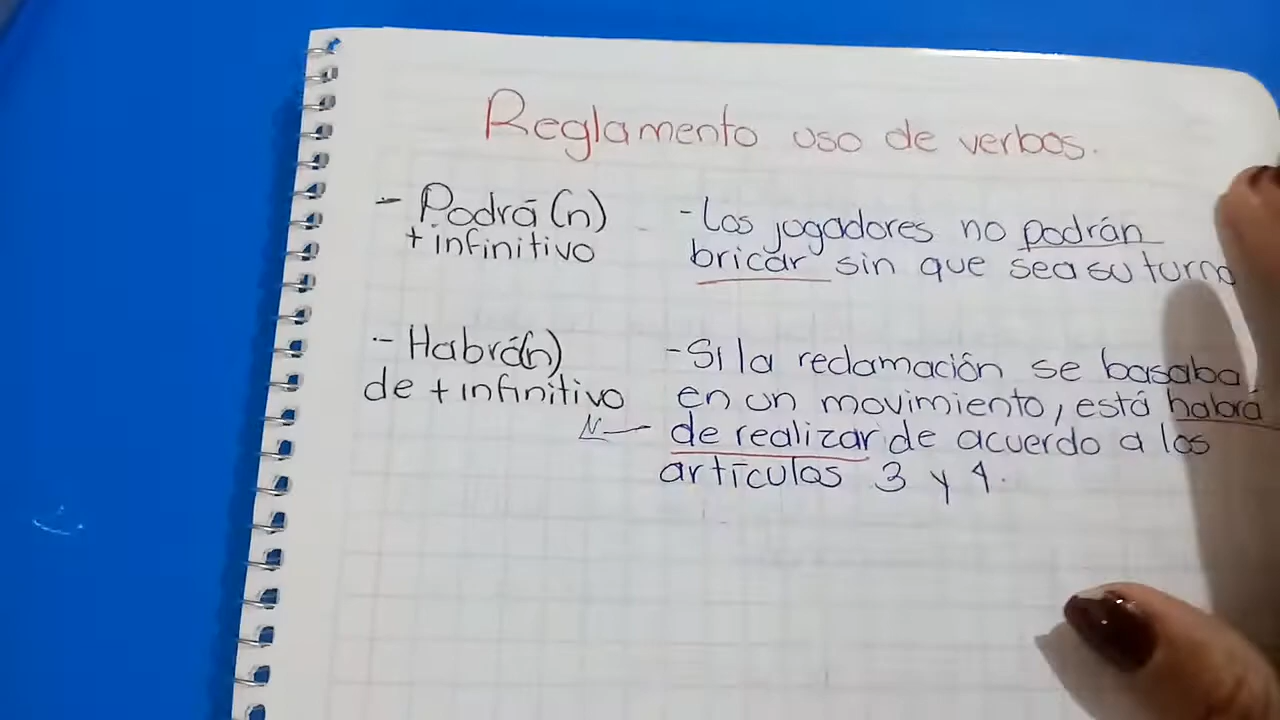 Reglamento uso de verbos.
- Podrá(n)
+ infinitivo
- Los jogadores no podrán
bricar sin que sea su turno
- Habrá(n)
de + infinitivo
- Si la reclamación se basaba
en un movimiento, está habrá
de realizar de acuerdo a los
artículos 3 y 4.